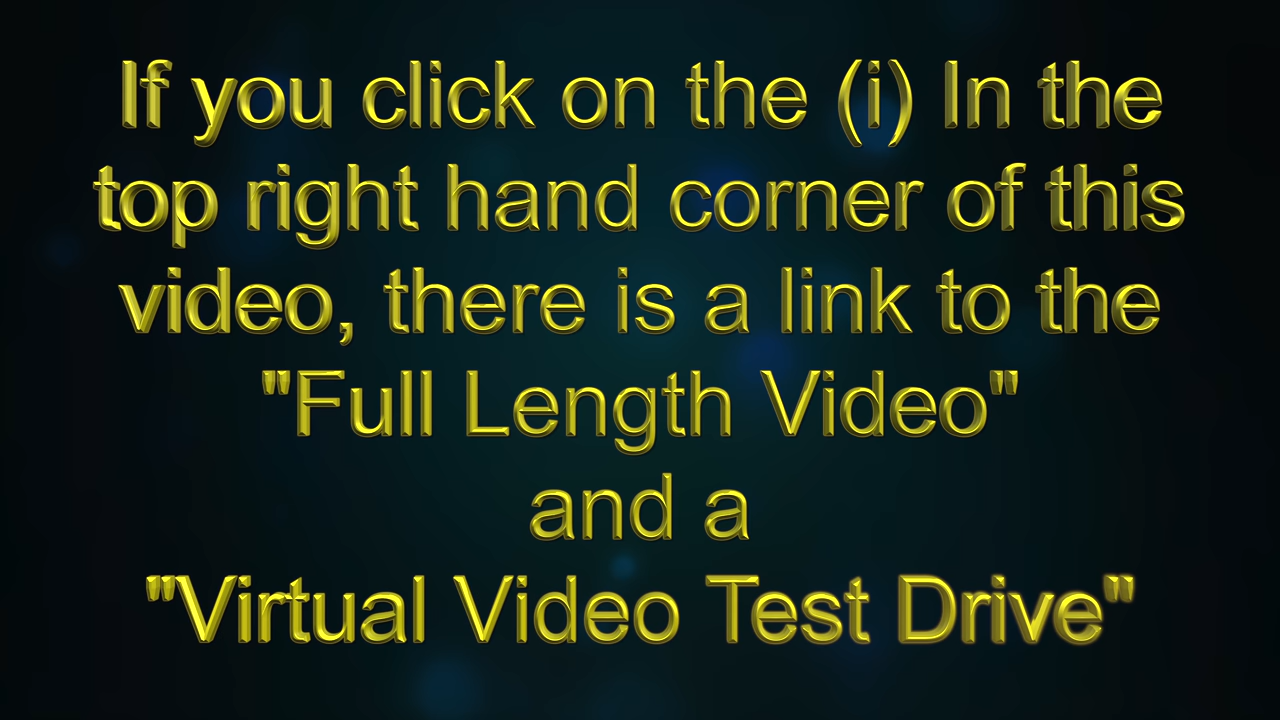 If you click on the (i) In the
top right hand corner of this
video, there is a link to the
"Full Length Video"
and a
"Virtual Video Test Drive"